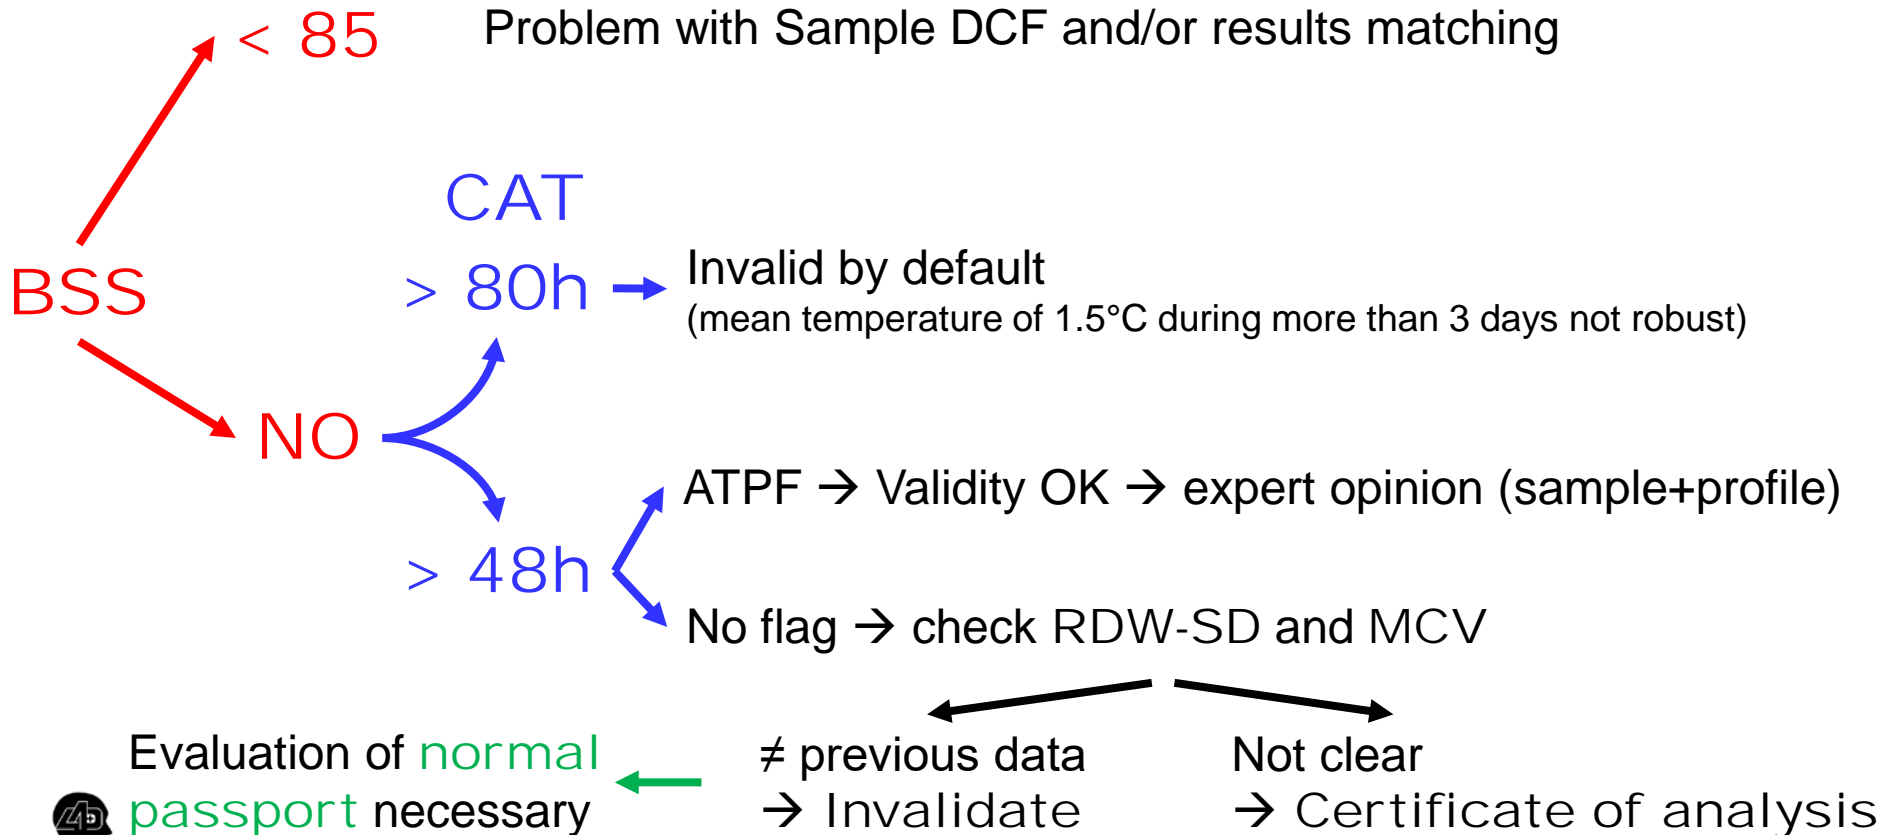 < 85 Problem with Sample DCF and/or results matching
CAT
BSS
> 80h → Invalid by default
(mean temperature of 1.5°C during more than 3 days not robust)
NO
ATPF → Validity OK → expert opinion (sample+profile)
> 48h
No flag → check RDW-SD and MCV
Evaluation of normal
passport necessary
≠ previous data
→ Invalidate
Not clear
→ Certificate of analysis